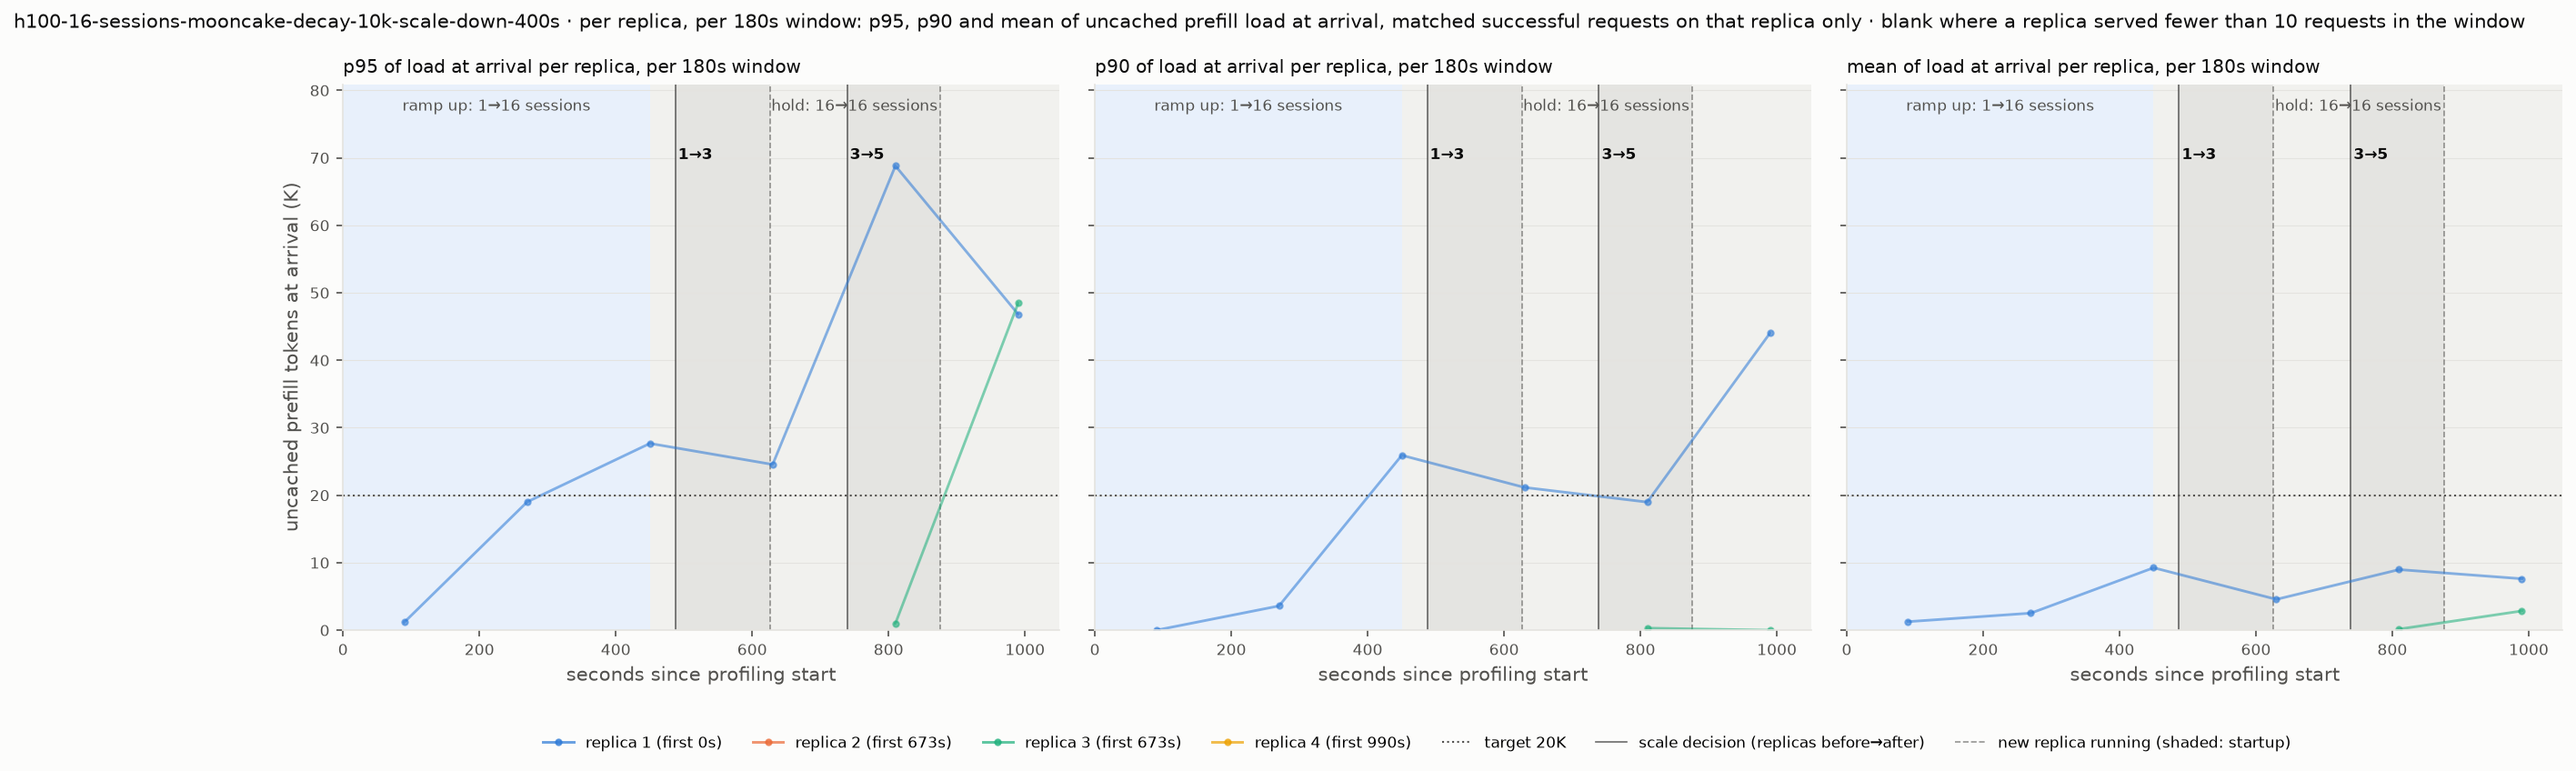 h100-16-sessions-mooncake-decay-10k-scale-down-400s · per replica, per 180s window: p95, p90 and mean of uncached prefill load at arrival, matched successful requests on that replica only · blank where a replica served fewer than 10 requests in the window
p95 of load at arrival per replica, per 180s window
ramp up: 1→16 sessions
hold: 16→16 sessions
1→3
3→5
80
70
60
50
40
30
20
10
0
uncached prefill tokens at arrival (K)
0 200 400 600 800 1000
seconds since profiling start
p90 of load at arrival per replica, per 180s window
ramp up: 1→16 sessions
hold: 16→16 sessions
1→3
3→5
0 200 400 600 800 1000
seconds since profiling start
mean of load at arrival per replica, per 180s window
ramp up: 1→16 sessions
hold: 16→16 sessions
1→3
3→5
0 200 400 600 800 1000
seconds since profiling start
replica 1 (first 0s) replica 2 (first 673s) replica 3 (first 673s) replica 4 (first 990s) target 20K scale decision (replicas before→after) new replica running (shaded: startup)